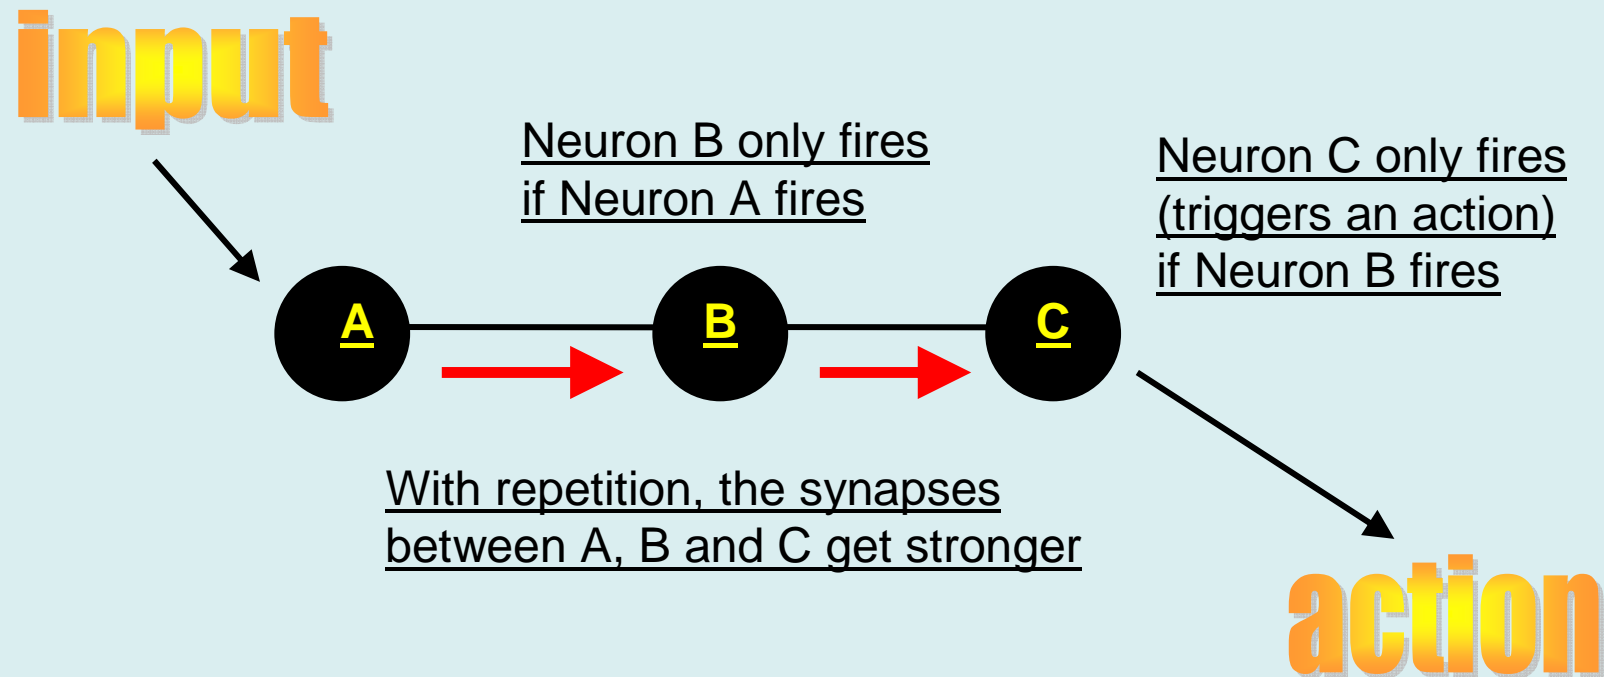 input
Neuron B only fires
if Neuron A fires
Neuron C only fires
(triggers an action)
if Neuron B fires
A
B
C
With repetition, the synapses
between A, B and C get stronger
action